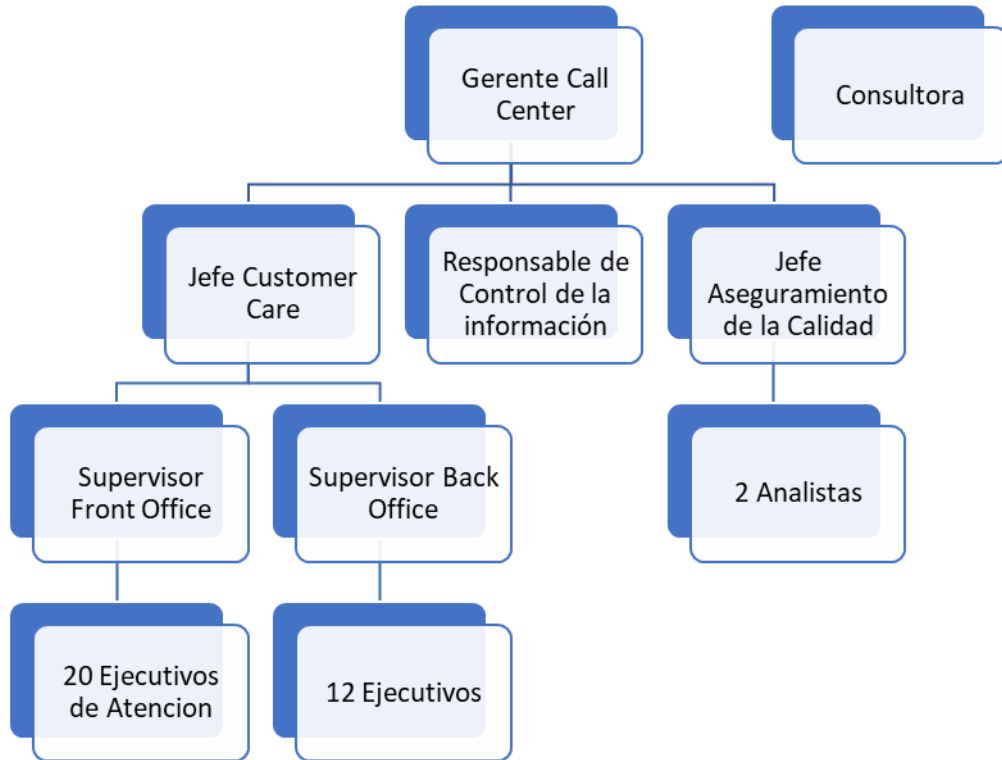 Gerente Call
Center
Consultora
Jefe Customer
Care
Responsable de
Control de la
información
Jefe
Aseguramiento
de la Calidad
Supervisor
Front Office
Supervisor Back
Office
2 Analistas
20 Ejecutivos
de Atencion
12 Ejecutivos